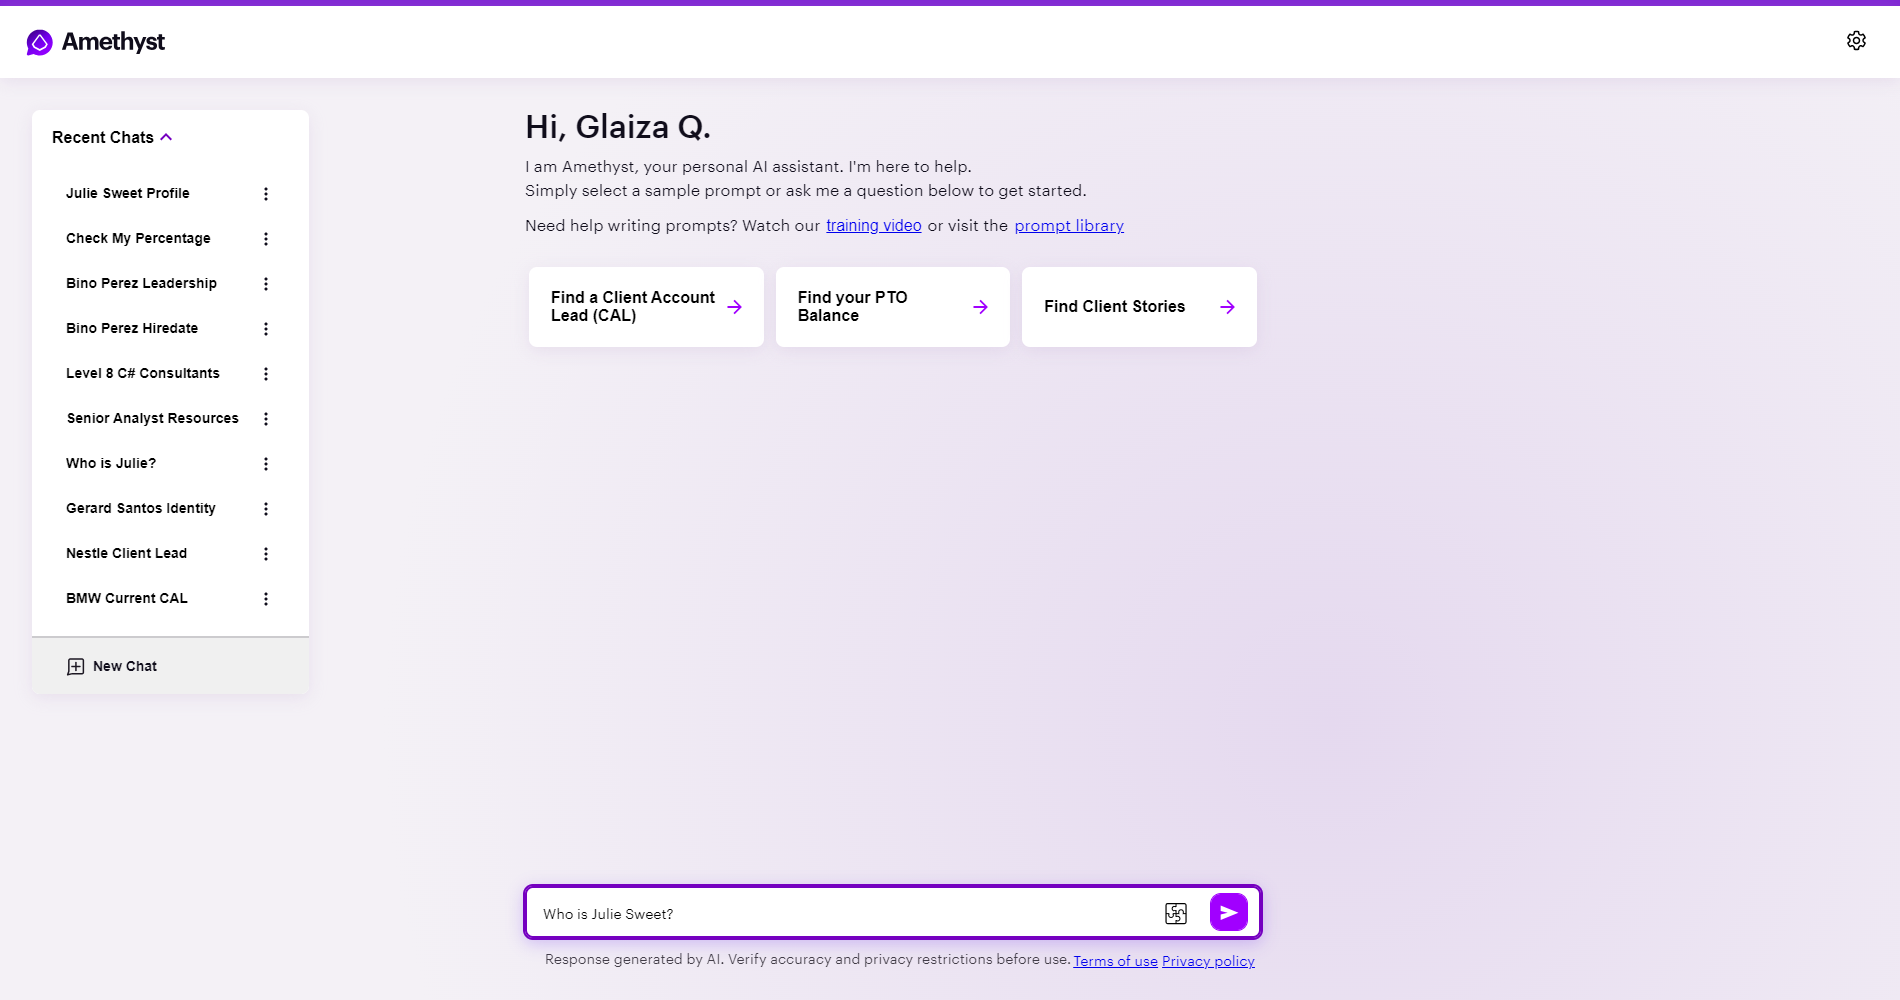 Amethyst
Recent Chats
Julie Sweet Profile
Check My Percentage
Bino Perez Leadership
Bino Perez Hiredate
Level 8 C# Consultants
Senior Analyst Resources
Who is Julie?
Gerard Santos Identity
Nestle Client Lead
BMW Current CAL
New Chat
Hi, Glaiza Q.
I am Amethyst, your personal AI assistant. I'm here to help.
Simply select a sample prompt or ask me a question below to get started.
Need help writing prompts? Watch our training video or visit the prompt library
Find a Client Account
Lead (CAL)
Find your PTO
Balance
Find Client Stories
Who is Julie Sweet?
Response generated by AI. Verify accuracy and privacy restrictions before use. Terms of use Privacy policy